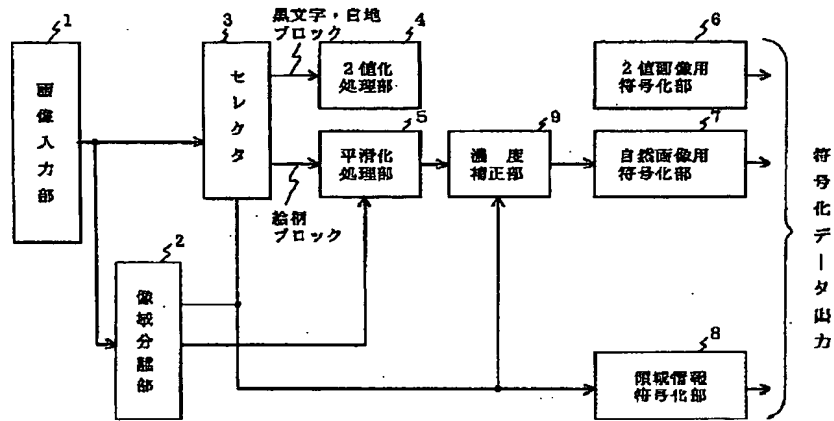 1
画像入力部
2
像域分離部
3
セレクタ
黒文字・白地
ブロック
絵柄
ブロック
4
2値化
処理部
5
平滑化
処理部
9
濃度
補正部
6
2値画像用
符号化部
7
自然画像用
符号化部
8
領域情報
符号化部
符号化データ出力